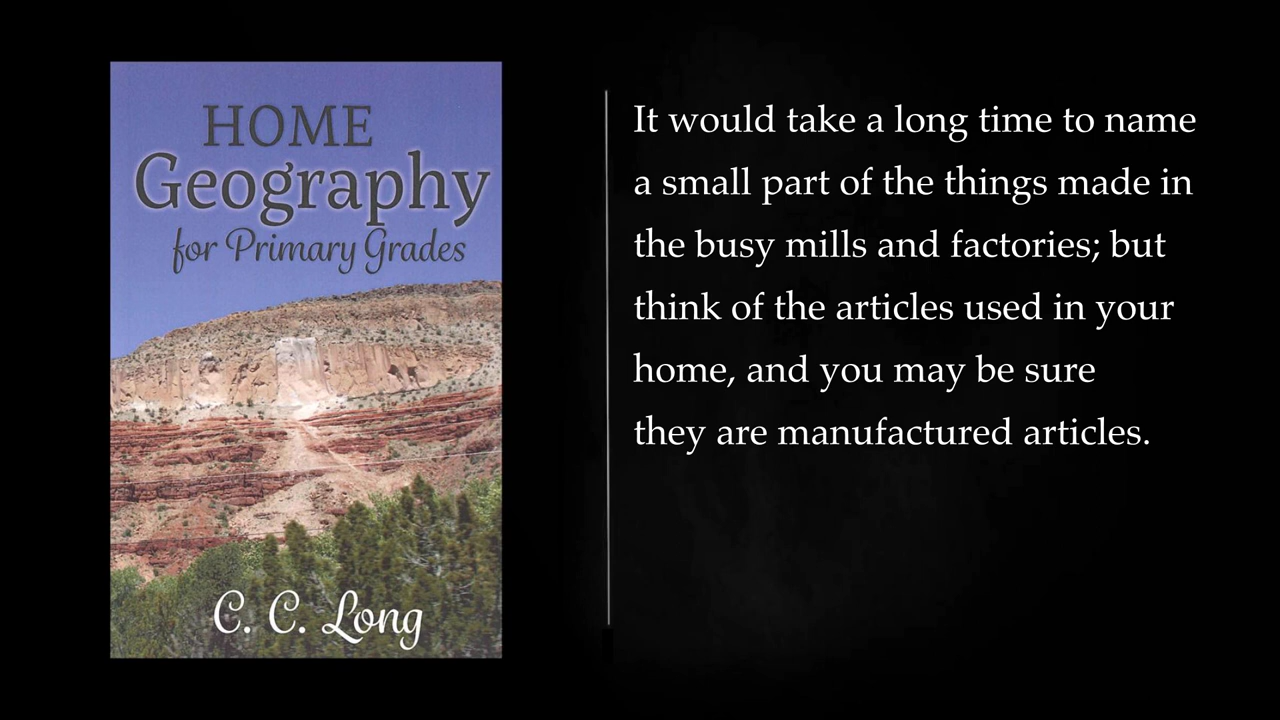 HOME
Geography
for Primary Grades
C. C. Long
It would take a long time to name
a small part of the things made in
the busy mills and factories; but
think of the articles used in your
home, and you may be sure
they are manufactured articles.